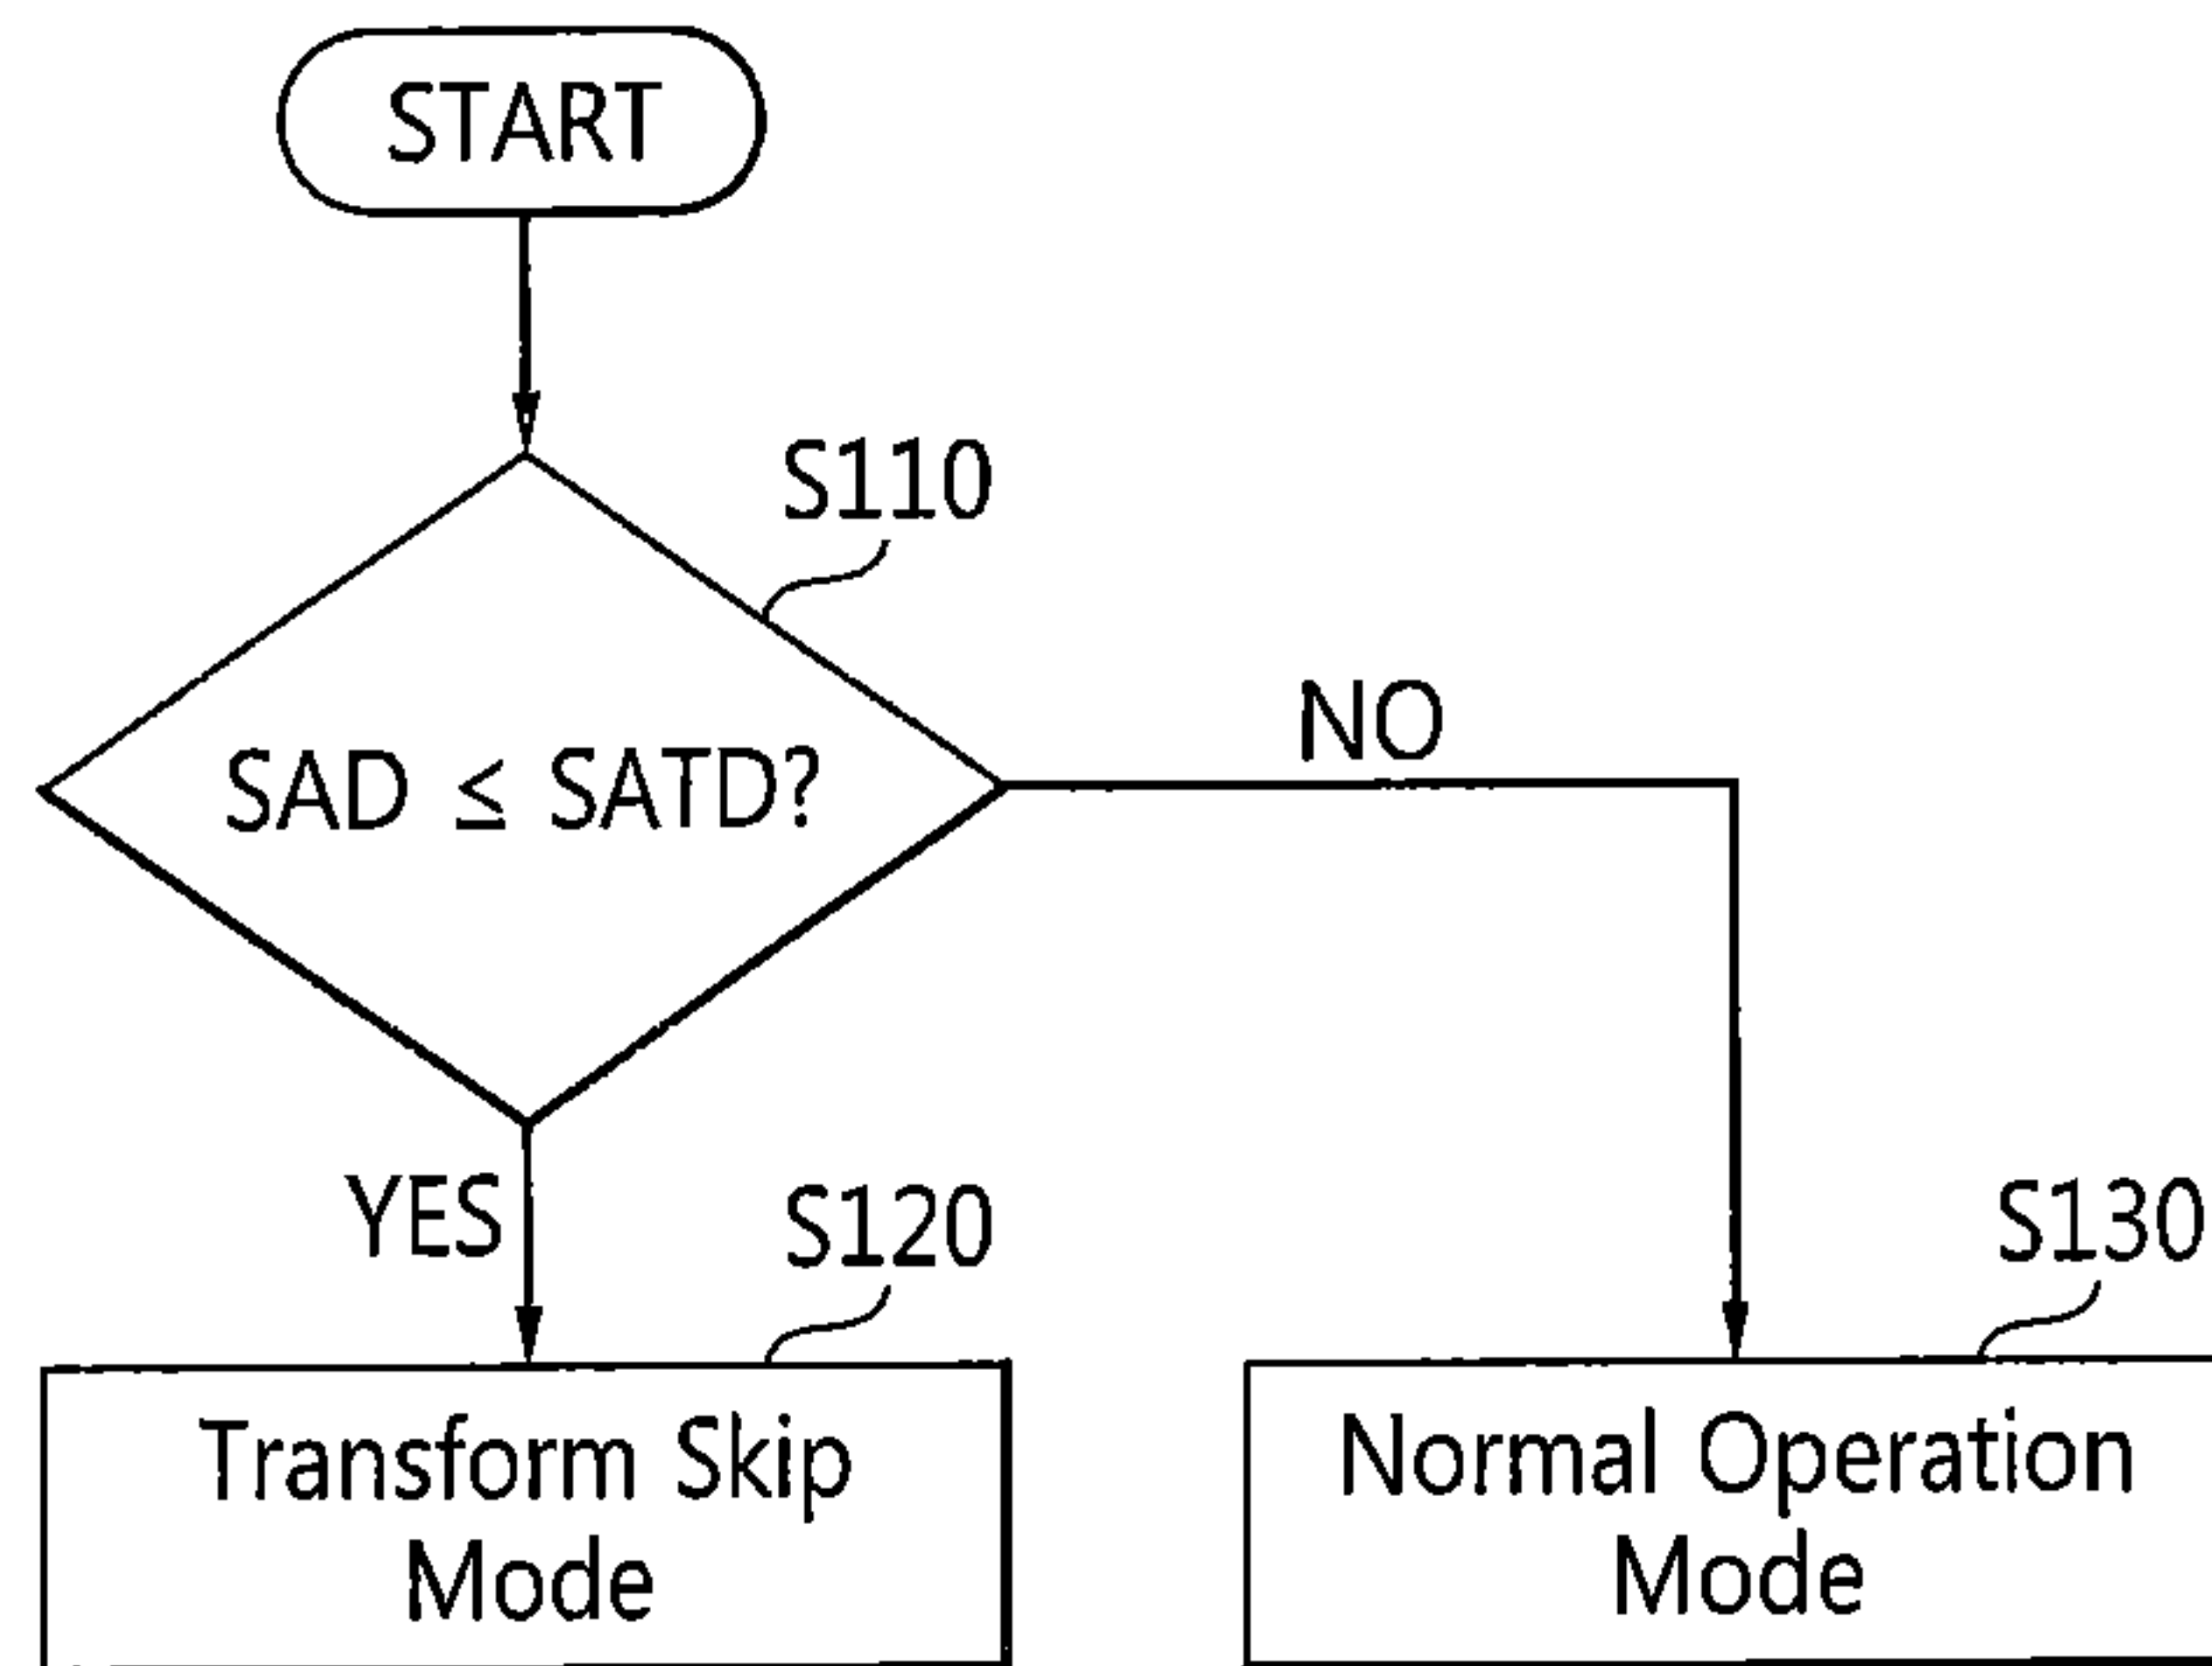 START
S110
SAD ≤ SATD?
NO
YES
S120
S130
Transform Skip
Mode
Normal Operation
Mode